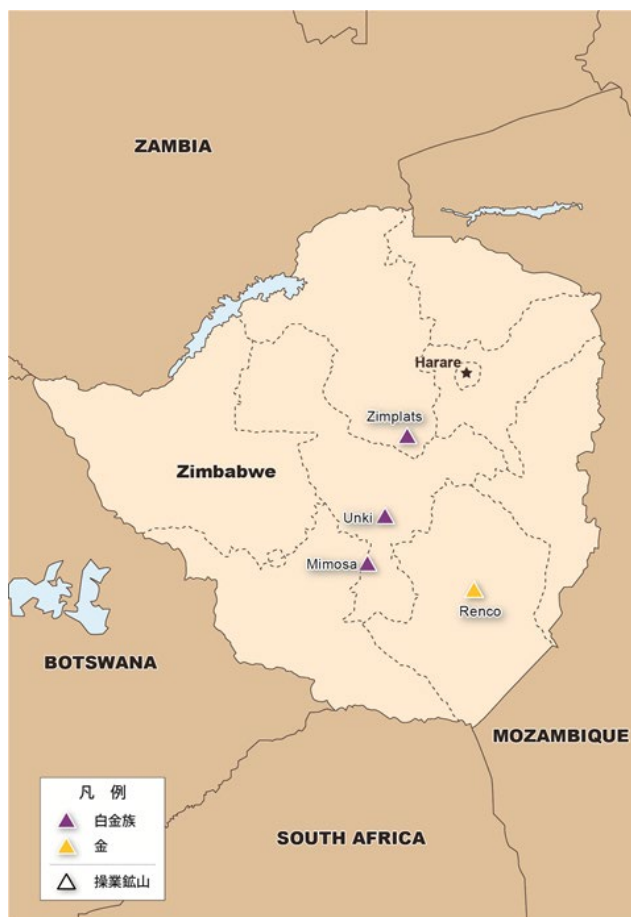 ZAMBIA
Harare
Zimplats
Zimbabwe
Unki
Mimosa
Renco
BOTSWANA
MOZAMBIQUE
SOUTH AFRICA
凡 例
白金族
金
操業鉱山